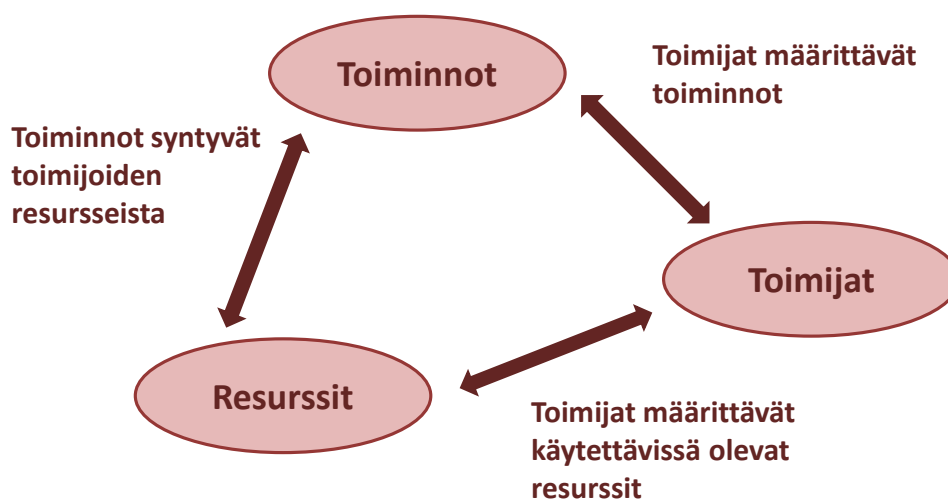 Toiminnot
Toimijat määrittävät
toiminnot
Toiminnot syntyvät
toimijoiden
resursseista
Toimijat
Resurssit
Toimijat määrittävät
käytettävissä olevat
resurssit